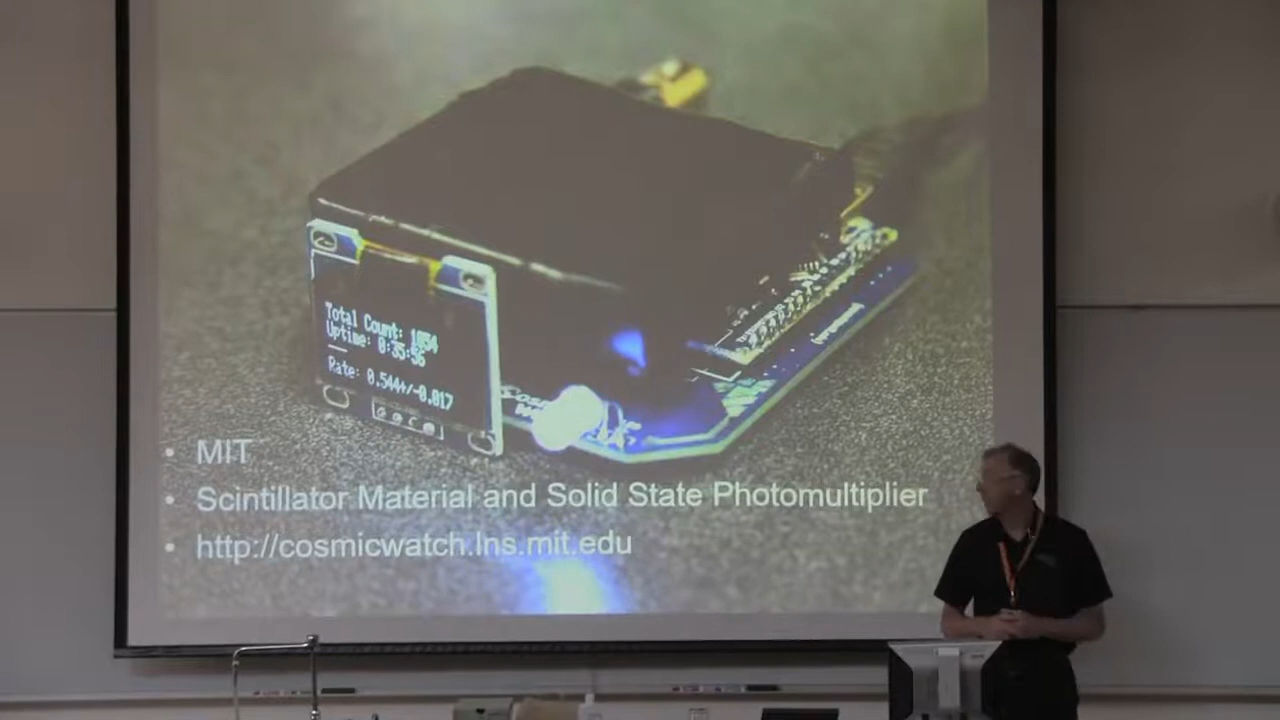 Total Count: 1054
Uptime: 0:35:56
Rate: 0.544+/-0.017
• MIT
• Scintillator Material and Solid State Photomultiplier
• http://cosmicwatch.lns.mit.edu